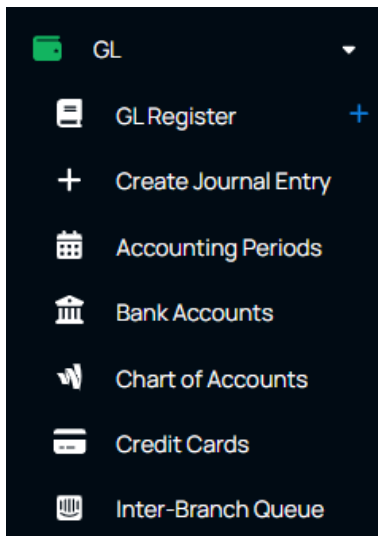 GL
GL Register
Create Journal Entry
Accounting Periods
Bank Accounts
Chart of Accounts
Credit Cards
Inter-Branch Queue